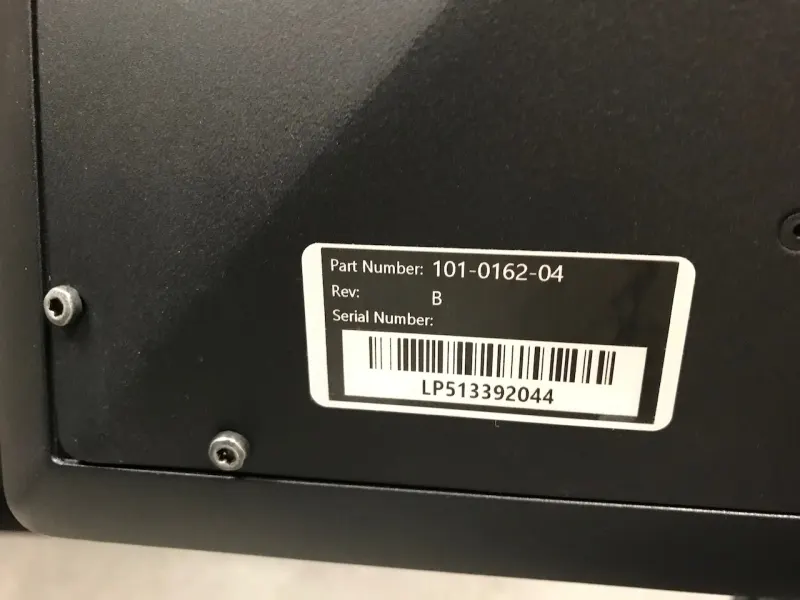 Part Number: 101-0162-04
Rev: B
Serial Number:
LP513392044